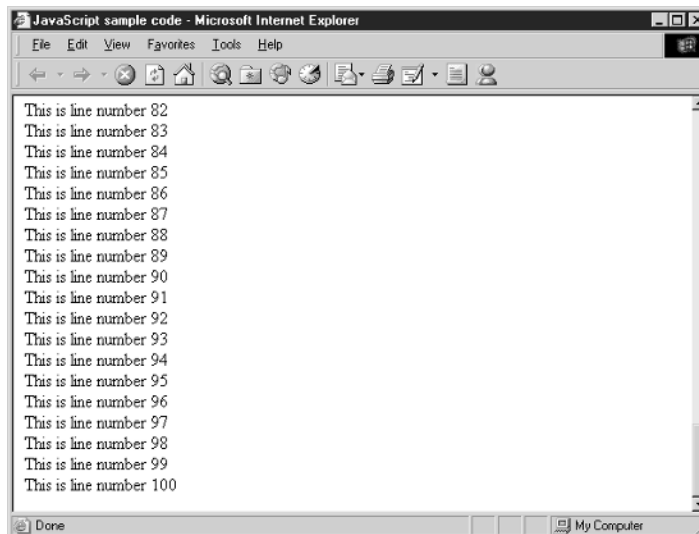 JavaScript sample code - Microsoft Internet Explorer
File Edit View Favorites Tools Help
This is line number 82
This is line number 83
This is line number 84
This is line number 85
This is line number 86
This is line number 87
This is line number 88
This is line number 89
This is line number 90
This is line number 91
This is line number 92
This is line number 93
This is line number 94
This is line number 95
This is line number 96
This is line number 97
This is line number 98
This is line number 99
This is line number 100
Done My Computer